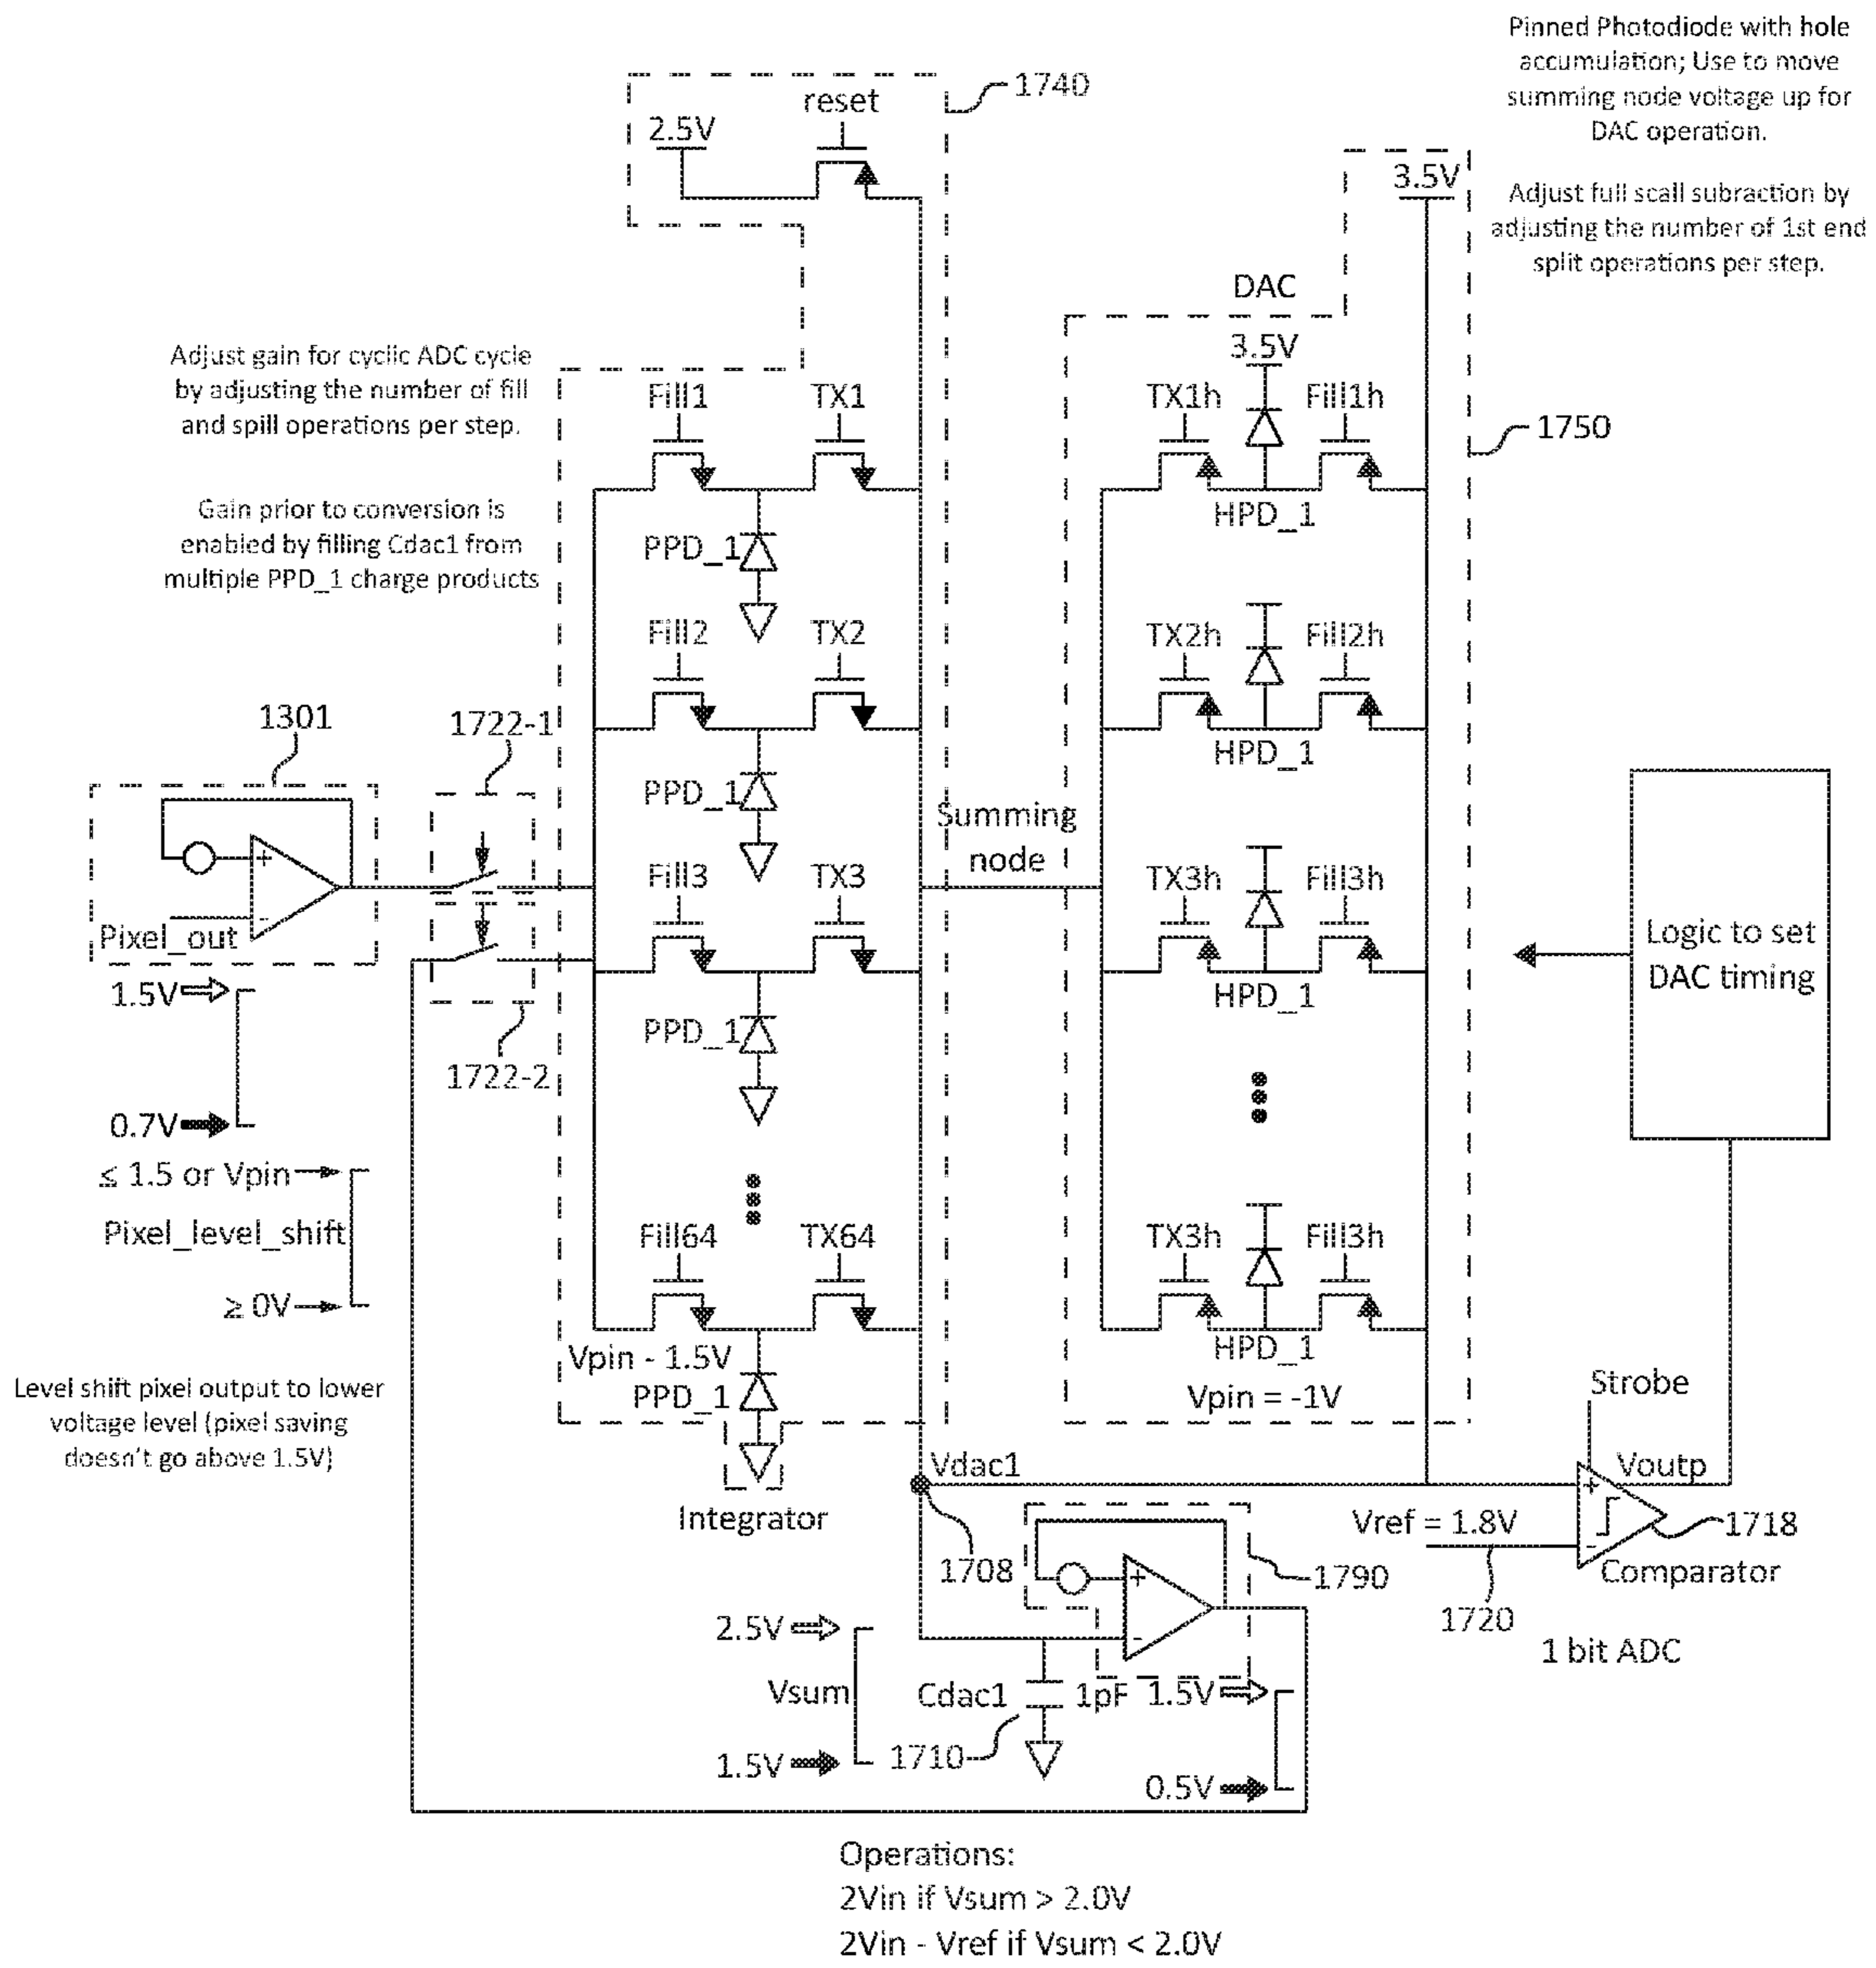 Pinned Photodiode with hole
accumulation; Use to move
summing node voltage up for
DAC operation.
Adjust full scall subraction by
adjusting the number of 1st end
split operations per step.
1740
reset
2.5V
3.5V
DAC
3.5V
1750
Adjust gain for cyclic ADC cycle
by adjusting the number of fill
and spill operations per step.
Gain prior to conversion is
enabled by filling Cdac1 from
multiple PPD_1 charge products
Fill1
TX1
TX1h
Fill1h
PPD_1
HPD_1
Fill2
TX2
TX2h
Fill2h
PPD_1
HPD_1
1301
1722-1
Summing
node
Fill3
TX3
TX3h
Fill3h
+
-
Pixel_out
PPD_1
HPD_1
Logic to set
DAC timing
1.5V
1722-2
0.7V
≤ 1.5 or Vpin
Pixel_level_shift
≥ 0V
Fill64
TX64
TX3h
Fill3h
Vpin - 1.5V
PPD_1
HPD_1
Vpin = -1V
Level shift pixel output to lower
voltage level (pixel saving
doesn't go above 1.5V)
Strobe
Vdac1
Voutp
+
-
Integrator
Vref = 1.8V
1718
Comparator
1708
1790
1720
1 bit ADC
+
-
2.5V
Vsum
1.5V
Cdac1
1pF
1710
1.5V
0.5V
Operations:
2Vin if Vsum > 2.0V
2Vin - Vref if Vsum < 2.0V